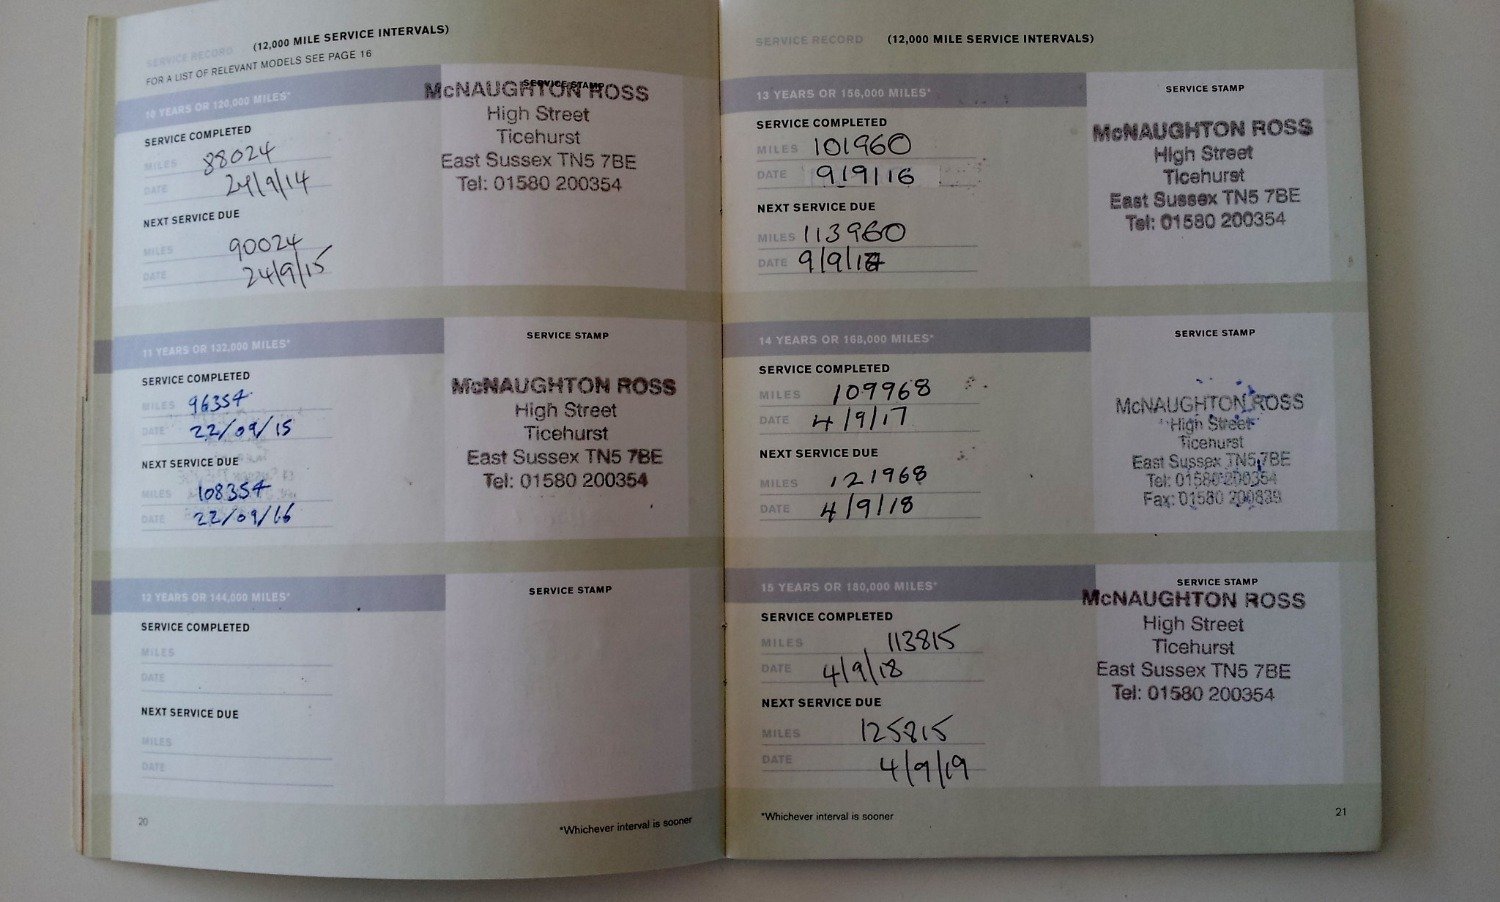 SERVICE RECORD (12,000 MILE SERVICE INTERVALS)
FOR A LIST OF RELEVANT MODELS SEE PAGE 16
10 YEARS OR 120,000 MILES*
SERVICE STAMP
McNAUGHTON ROSS
High Street
Ticehurst
East Sussex TN5 7BE
Tel: 01580 200354
SERVICE COMPLETED
MILES 88024
DATE 24/9/14
NEXT SERVICE DUE
MILES 90024
DATE 24/9/15
11 YEARS OR 132,000 MILES*
SERVICE STAMP
McNAUGHTON ROSS
High Street
Ticehurst
East Sussex TN5 7BE
Tel: 01580 200354
SERVICE COMPLETED
MILES 96354
DATE 22/09/15
NEXT SERVICE DUE
MILES 108354
DATE 22/09/16
12 YEARS OR 144,000 MILES*
SERVICE STAMP
SERVICE COMPLETED
MILES
DATE
NEXT SERVICE DUE
MILES
DATE
20
*Whichever interval is sooner
SERVICE RECORD (12,000 MILE SERVICE INTERVALS)
13 YEARS OR 156,000 MILES*
SERVICE STAMP
McNAUGHTON ROSS
High Street
Ticehurst
East Sussex TN5 7BE
Tel: 01580 200354
SERVICE COMPLETED
MILES 101960
DATE 9/9/16
NEXT SERVICE DUE
MILES 113960
DATE 9/9/17
14 YEARS OR 168,000 MILES*
SERVICE STAMP
McNAUGHTON ROSS
High Street
Ticehurst
East Sussex TN5 7BE
Tel: 01580 200354
Fax: 01580 200839
SERVICE COMPLETED
MILES 109968
DATE 4/9/17
NEXT SERVICE DUE
MILES 121968
DATE 4/9/18
15 YEARS OR 180,000 MILES*
SERVICE STAMP
McNAUGHTON ROSS
High Street
Ticehurst
East Sussex TN5 7BE
Tel: 01580 200354
SERVICE COMPLETED
MILES 113815
DATE 4/9/18
NEXT SERVICE DUE
MILES 125815
DATE 4/9/19
*Whichever interval is sooner
21